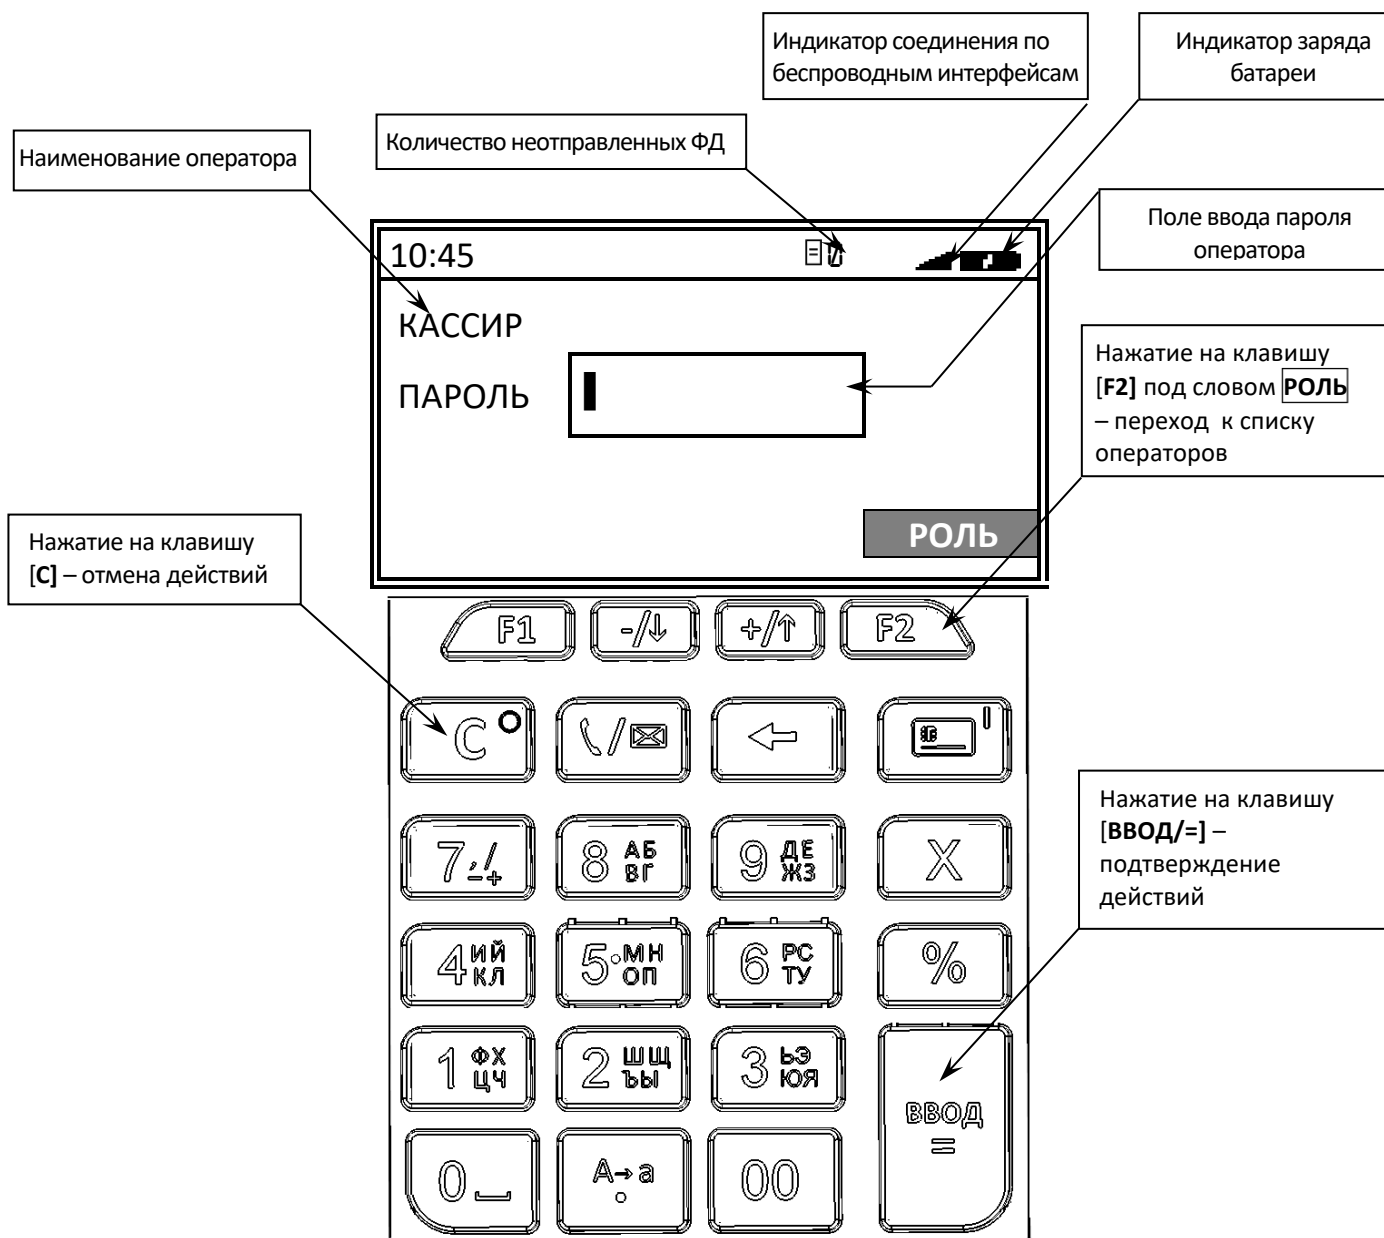 Индикатор соединения по
беспроводным интерфейсам
Индикатор заряда
батареи
Количество неотправленных ФД
Наименование оператора
Поле ввода пароля
оператора
10:45
0
КАССИР
ПАРОЛЬ
РОЛЬ
Нажатие на клавишу
[F2] под словом РОЛЬ
– переход к списку
операторов
Нажатие на клавишу
[C] – отмена действий
F1 -/↓ +/↑ F2
C
7 , / - +
8 АБ
ВГ
9 ДЕ
ЖЗ
X
4 ИЙ
КЛ
5 МН
ОП
6 РС
ТУ
%
1 ФХ
ЦЧ
2 ШЩ
ЪЫ
3 ЬЭ
ЮЯ
ВВОД
=
0
А→а
00
Нажатие на клавишу
[ВВОД/=] –
подтверждение
действий